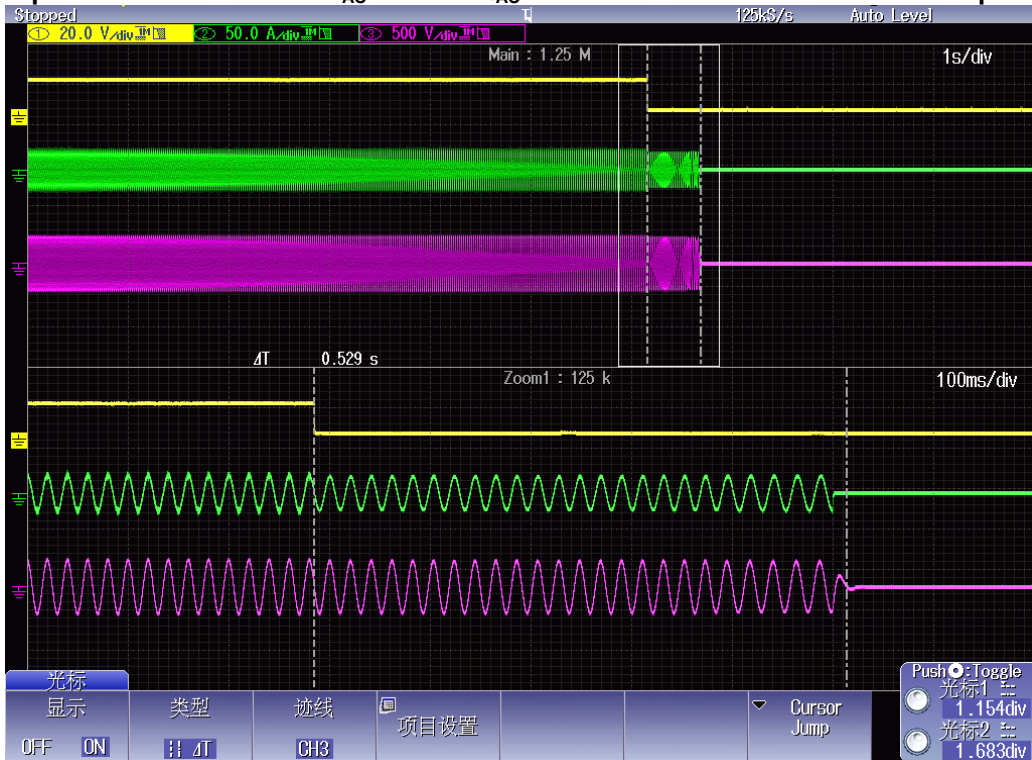 Stopped 125kS/s Auto Level
① 20.0 V/div 1M ② 50.0 A/div 1M ③ 500 V/div 1M
Main : 1.25 M 1s/div
ΔT 0.529 s
Zoom1 : 125 k 100ms/div
光标
显示 类型 迹线 项目设置 Cursor Jump
OFF ON ΔT CH3
Push :Toggle
光标1
1.154div
光标2
1.683div